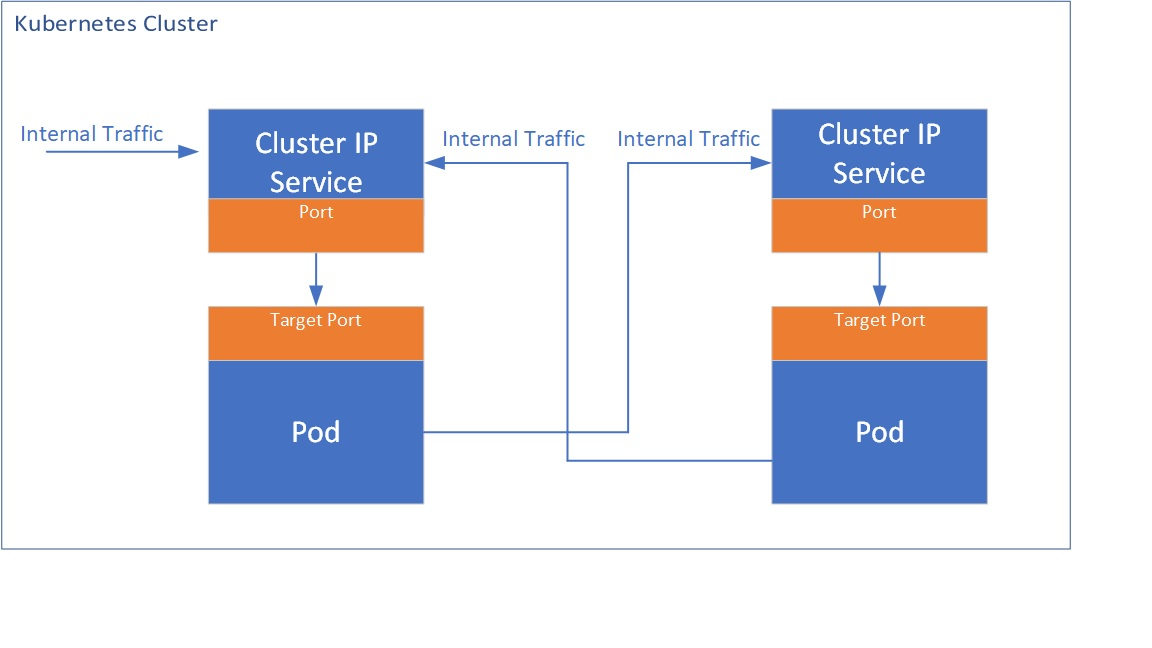 Kubernetes Cluster
Internal Traffic
Cluster IP
Service
Port
Target Port
Pod
Internal Traffic
Internal Traffic
Cluster IP
Service
Port
Target Port
Pod